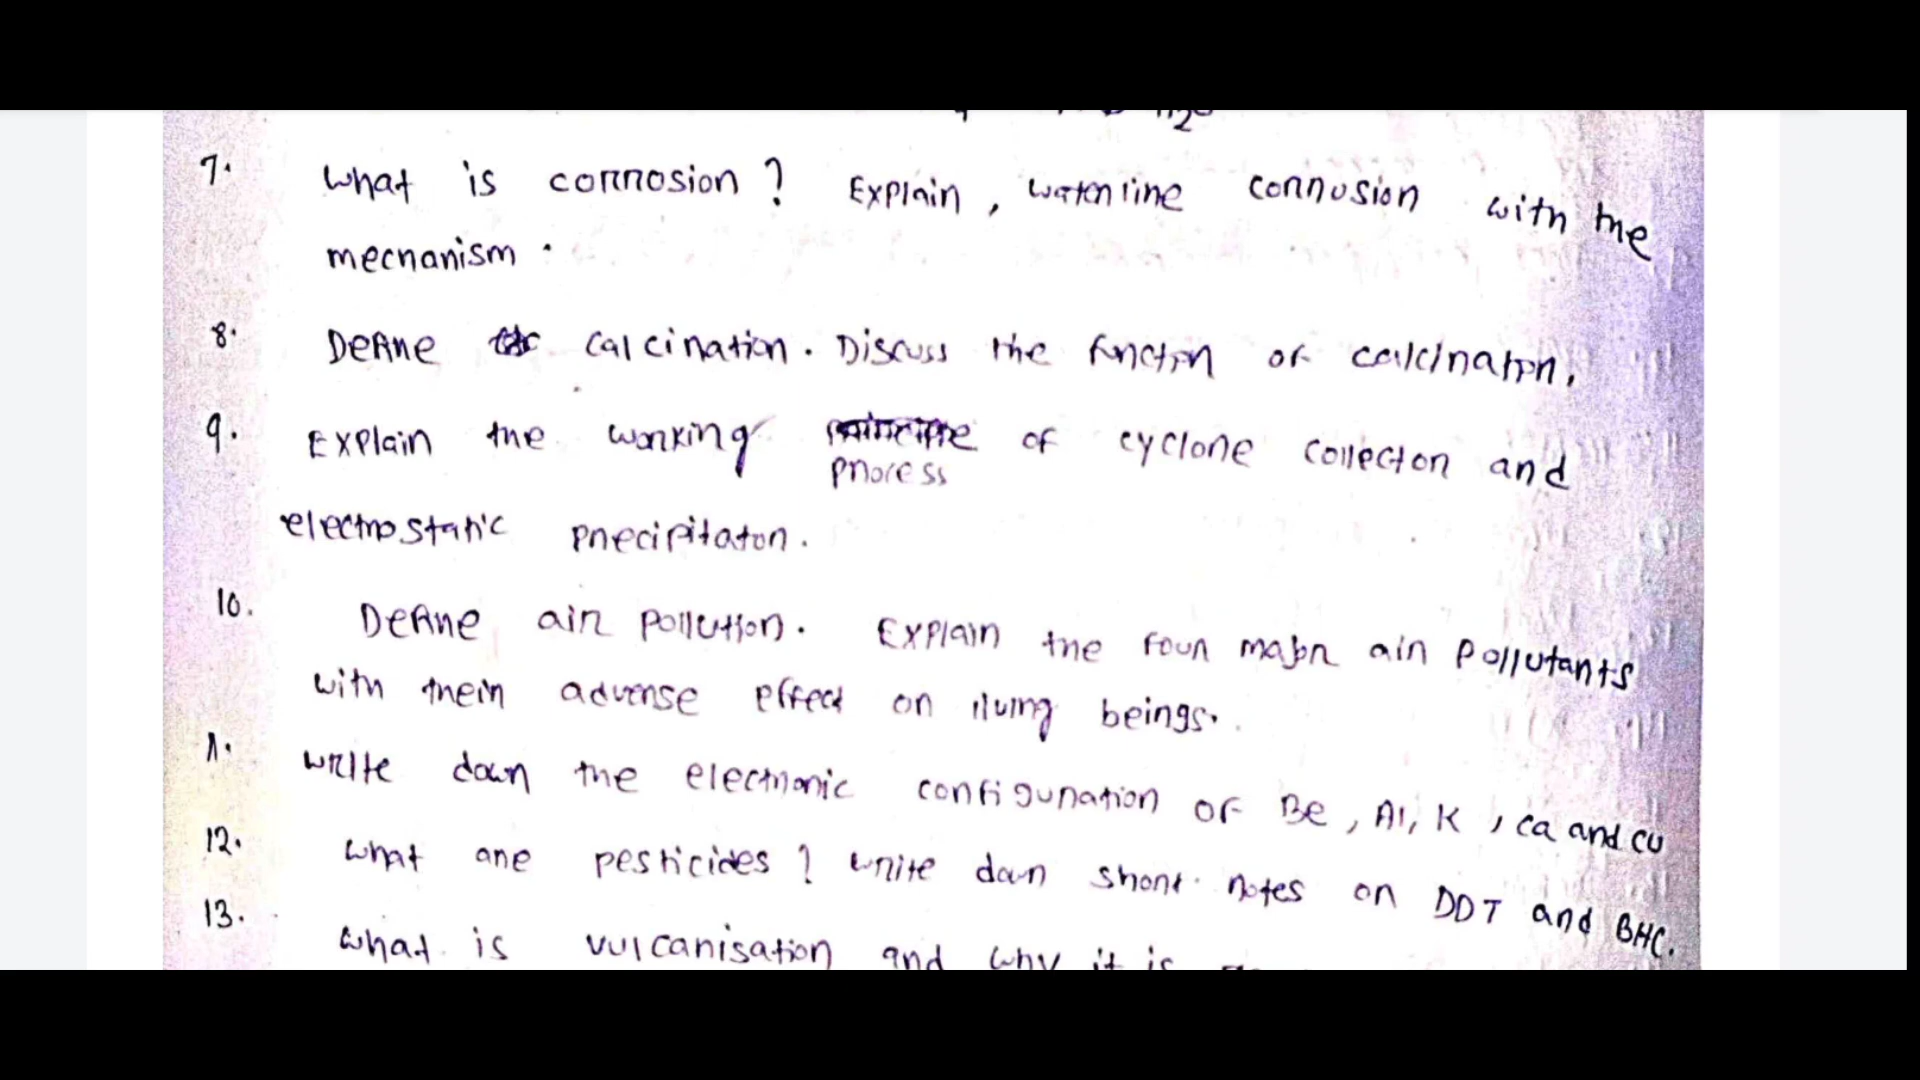 7. What is corrosion ? Explain , waterline corrosion with the
mechanism .
8. Define calcination . Discuss the function of calcination .
9. Explain the working process of cyclone collector and
electrostatic precipitator .
10. Define air pollution . Explain the four major air pollutants
with their adverse effect on living beings .
11. Write down the electronic configuration of Be , Al , K , Ca and Cu
12. What are pesticides ? Write down short notes on DDT and BHC .
13. What is vulcanisation and why it is